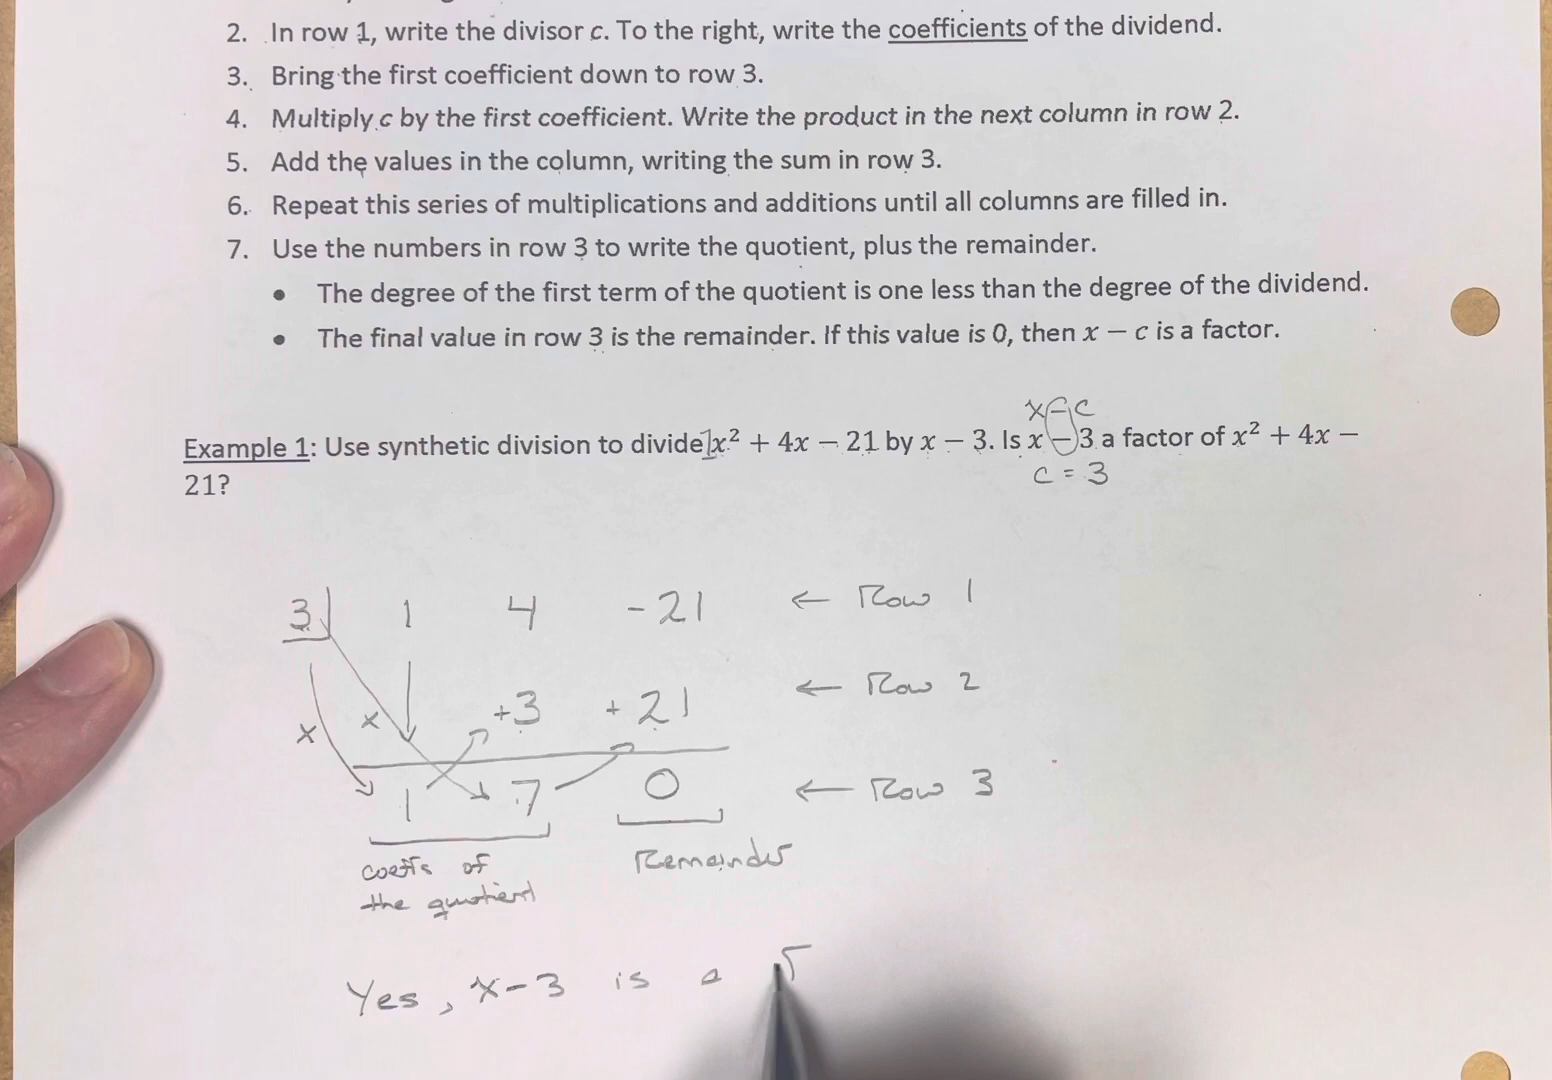 2. In row 1, write the divisor c. To the right, write the coefficients of the dividend.
3. Bring the first coefficient down to row 3.
4. Multiply c by the first coefficient. Write the product in the next column in row 2.
5. Add the values in the column, writing the sum in row 3.
6. Repeat this series of multiplications and additions until all columns are filled in.
7. Use the numbers in row 3 to write the quotient, plus the remainder.
• The degree of the first term of the quotient is one less than the degree of the dividend.
• The final value in row 3 is the remainder. If this value is 0, then x − c is a factor.
x − c
Example 1: Use synthetic division to divide 1x² + 4x − 21 by x − 3. Is x − 3 a factor of x² + 4x −
21?
c = 3
3 1 4 -21 ← Row 1
+3 +21 ← Row 2
x x
1 7 0 ← Row 3
coeffs of
the quotient
Remainder
Yes, x-3 is a